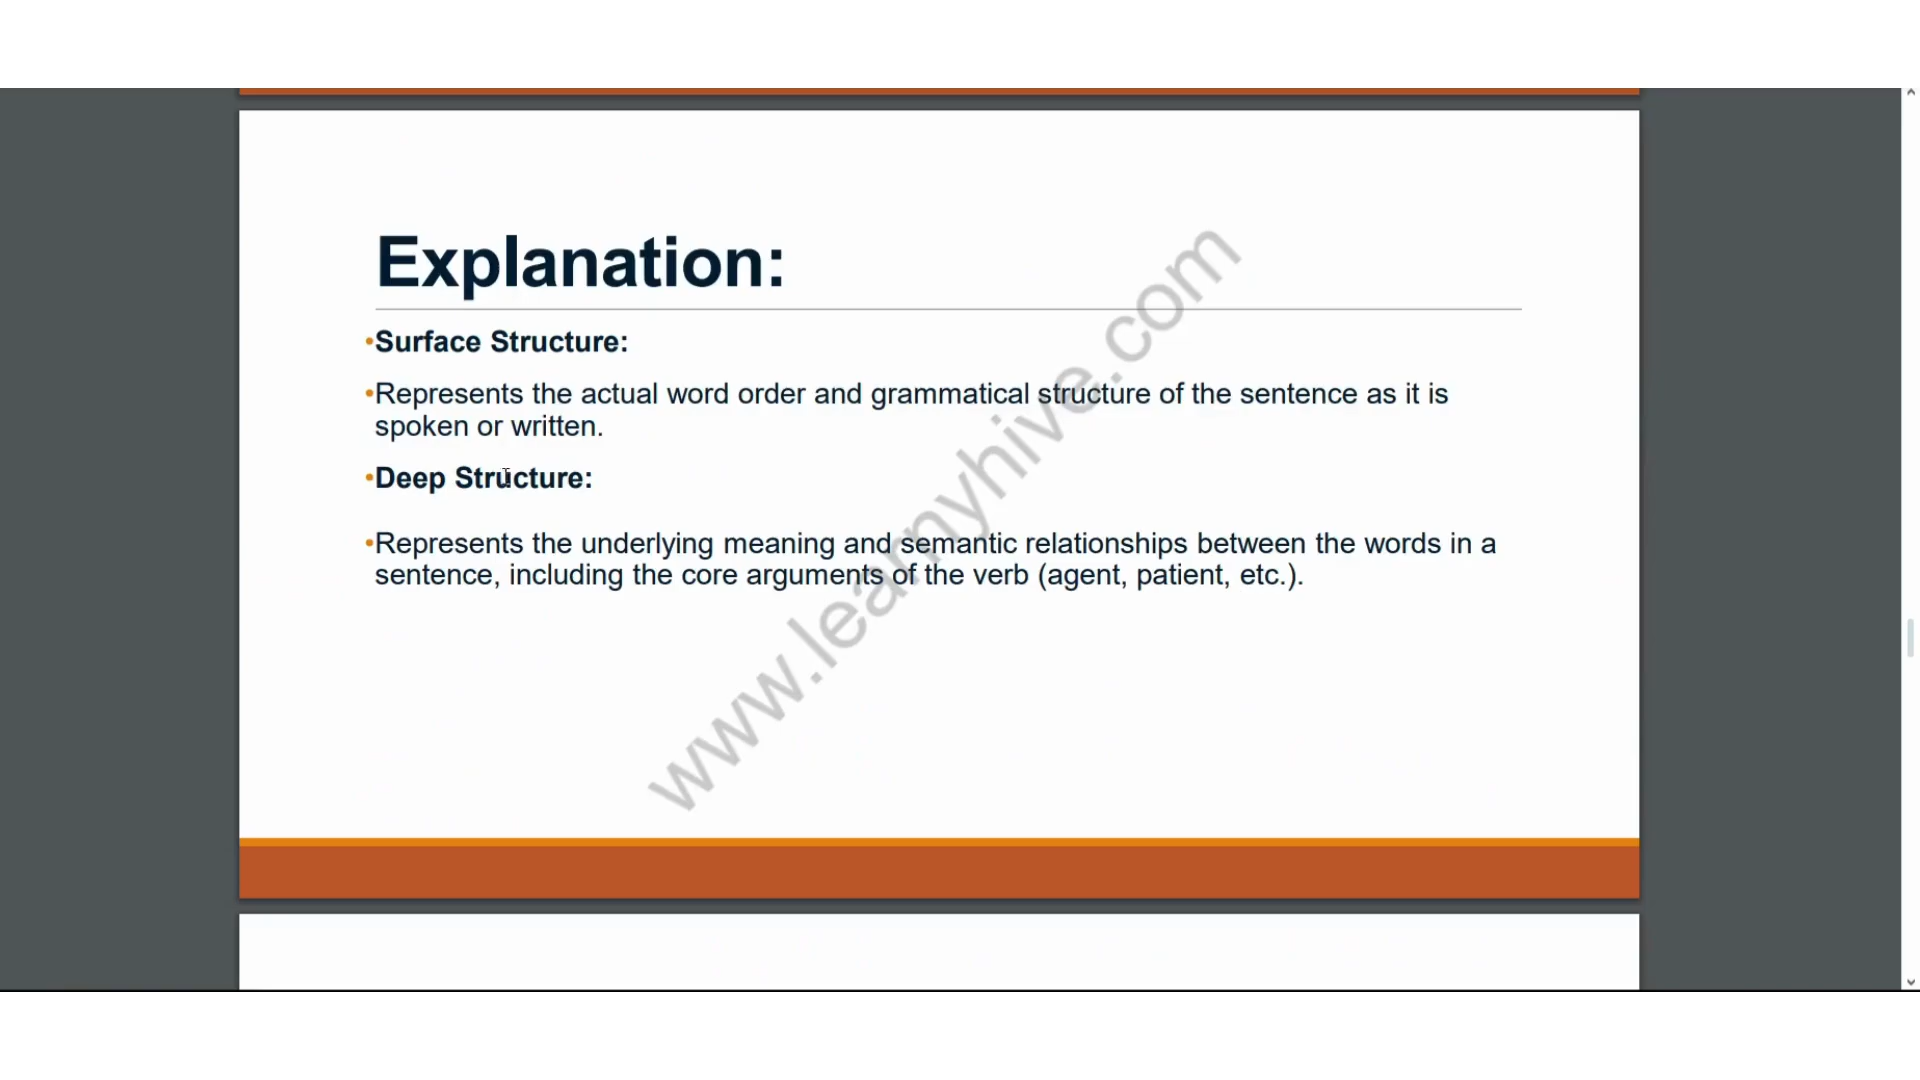 Explanation:
•Surface Structure:
•Represents the actual word order and grammatical structure of the sentence as it is
spoken or written.
•Deep Structure:
•Represents the underlying meaning and semantic relationships between the words in a
sentence, including the core arguments of the verb (agent, patient, etc.).
www.learnyhive.com